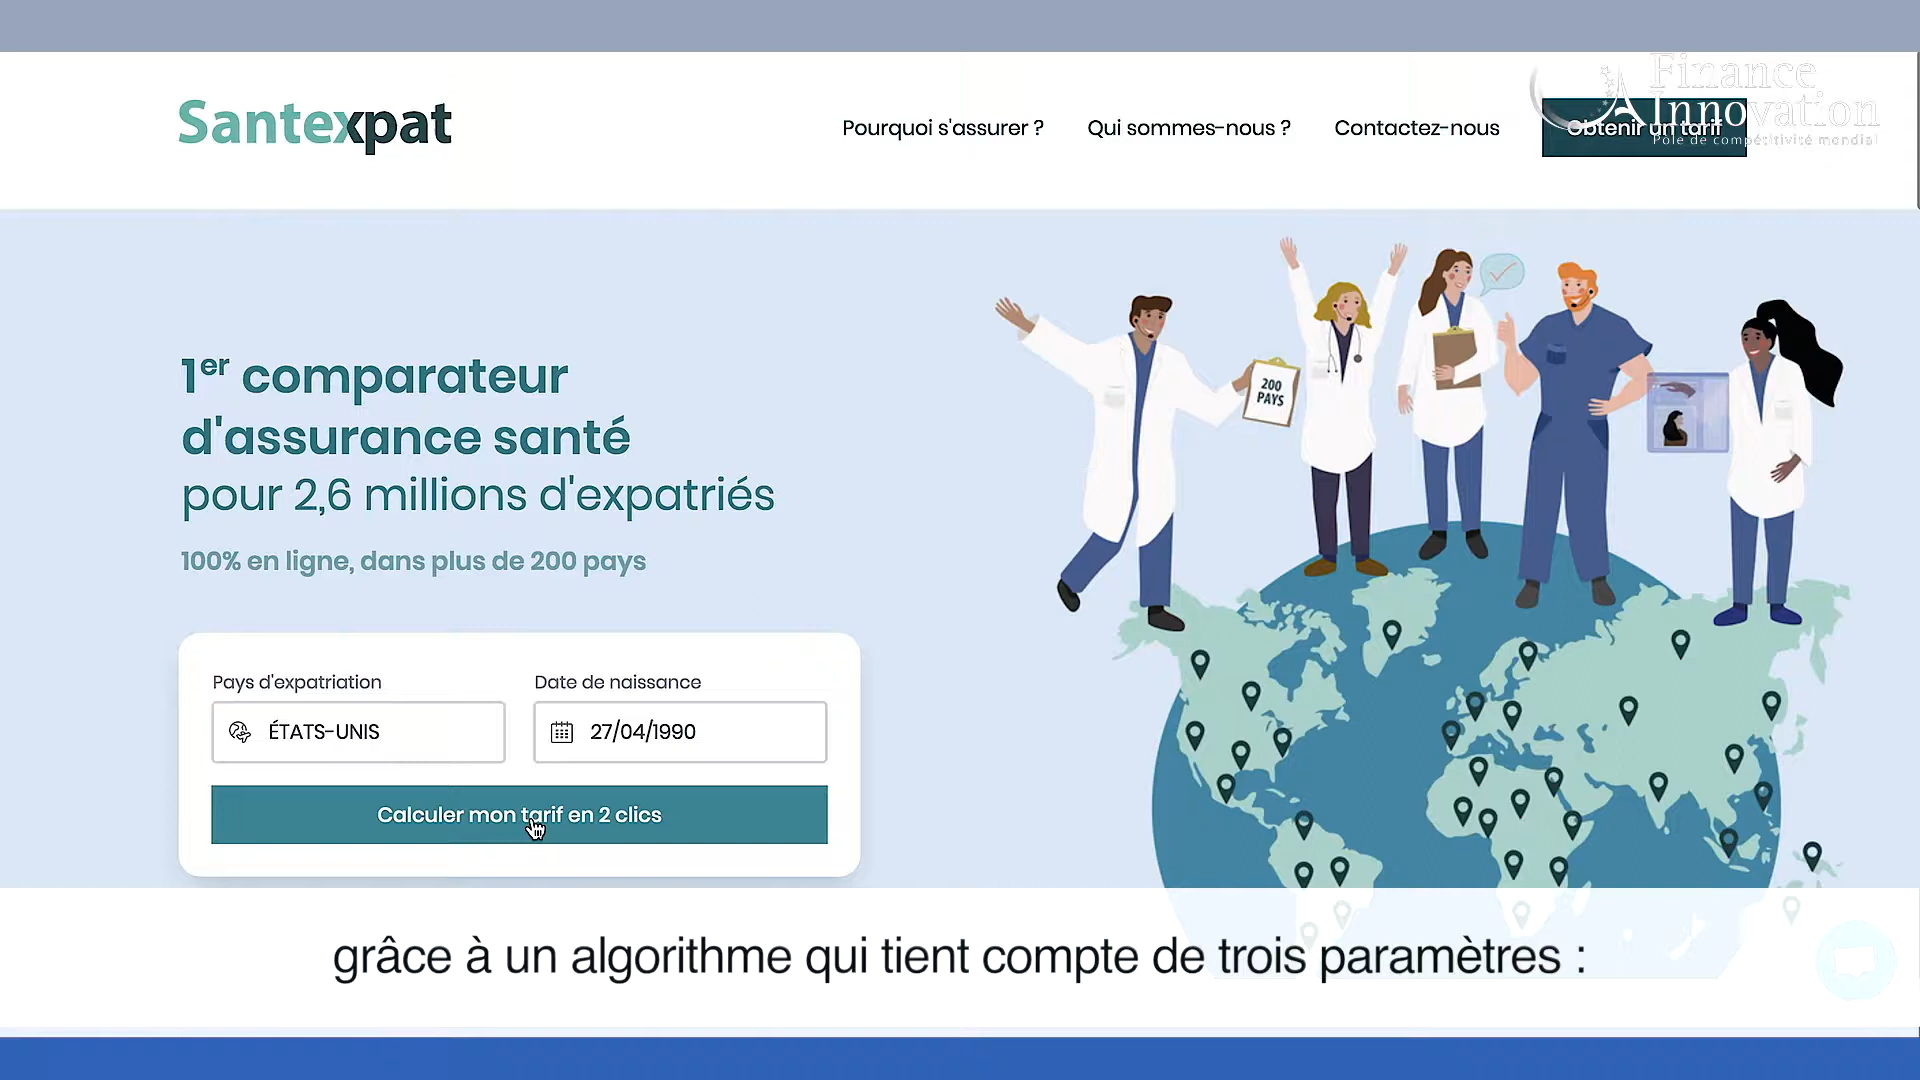 Santexpat
Pourquoi s'assurer ?
Qui sommes-nous ?
Contactez-nous
Obtenir un tarif
Finance
Innovation
Pôle de compétitivité mondial
1er comparateur
d'assurance santé
pour 2,6 millions d'expatriés
100% en ligne, dans plus de 200 pays
200
PAYS
Pays d'expatriation
Date de naissance
ÉTATS-UNIS
27/04/1990
Calculer mon tarif en 2 clics
grâce à un algorithme qui tient compte de trois paramètres :